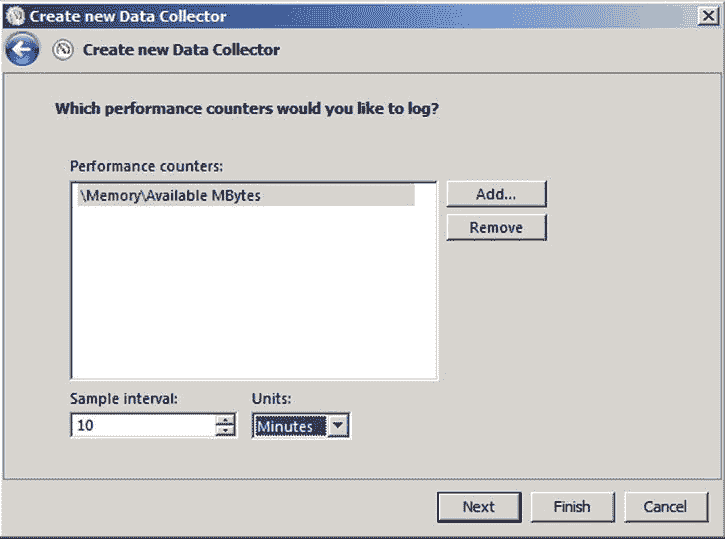 Create new Data Collector
Create new Data Collector
Which performance counters would you like to log?
Performance counters:
\Memory\Available MBytes
Add...
Remove
Sample interval:
Units:
10
Minutes
Next
Finish
Cancel